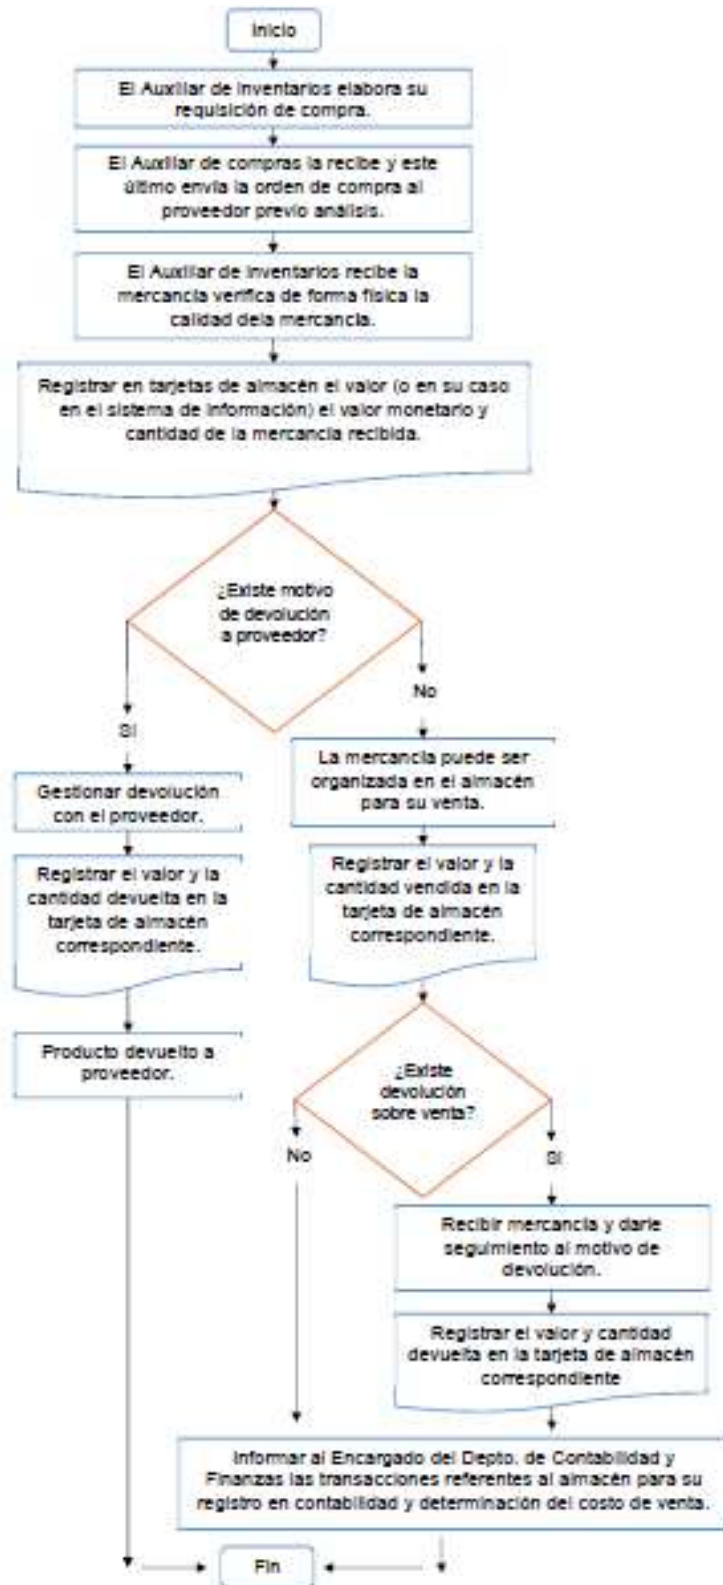 Inicio
El Auxiliar de inventarios elabora su
requisición de compra.
El Auxiliar de compras la recibe y este
último envía la orden de compra al
proveedor previo análisis.
El Auxiliar de inventarios recibe la
mercancía verifica de forma física la
calidad dela mercancía.
Registrar en tarjetas de almacén el valor (o en su caso
en el sistema de información) el valor monetario y
cantidad de la mercancía recibida.
¿Existe motivo
de devolución
a proveedor?
Si
No
Gestionar devolución
con el proveedor.
Registrar el valor y la
cantidad devuelta en la
tarjeta de almacén
correspondiente.
Producto devuelto a
proveedor.
La mercancía puede ser
organizada en el almacén
para su venta.
Registrar el valor y la
cantidad vendida en la
tarjeta de almacén
correspondiente.
¿Existe
devolución
sobre venta?
No
Si
Recibir mercancía y darle
seguimiento al motivo de
devolución.
Registrar el valor y cantidad
devuelta en la tarjeta de almacén
correspondiente
Informar al Encargado del Depto. de Contabilidad y
Finanzas las transacciones referentes al almacén para su
registro en contabilidad y determinación del costo de venta.
Fin